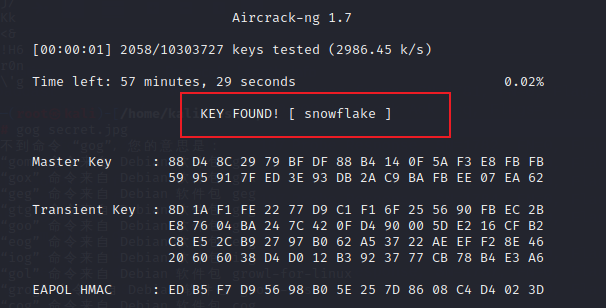 Aircrack-ng 1.7
[00:00:01] 2058/10303727 keys tested (2986.45 k/s)
Time left: 57 minutes, 29 seconds 0.02%
KEY FOUND! [ snowflake ]
Master Key : 88 D4 8C 29 79 BF DF 88 B4 14 0F 5A F3 E8 FB FB
59 95 91 7F ED 3E 93 DB 2A C9 BA FB EE 07 EA 62
Transient Key : 8D 1A F1 FE 22 77 D9 C1 F1 6F 25 56 90 FB EC 2B
E8 76 04 BA 24 7C 42 0F D4 90 00 5D E2 16 CF B2
C8 E5 2C B9 27 97 B0 62 A5 37 22 AE EF F2 8E 46
20 60 60 38 D4 D0 12 B3 92 37 77 CB 78 B4 E3 A6
EAPOL HMAC : ED B5 F7 D9 56 98 B0 5E 25 7D 86 08 C4 D4 02 3D